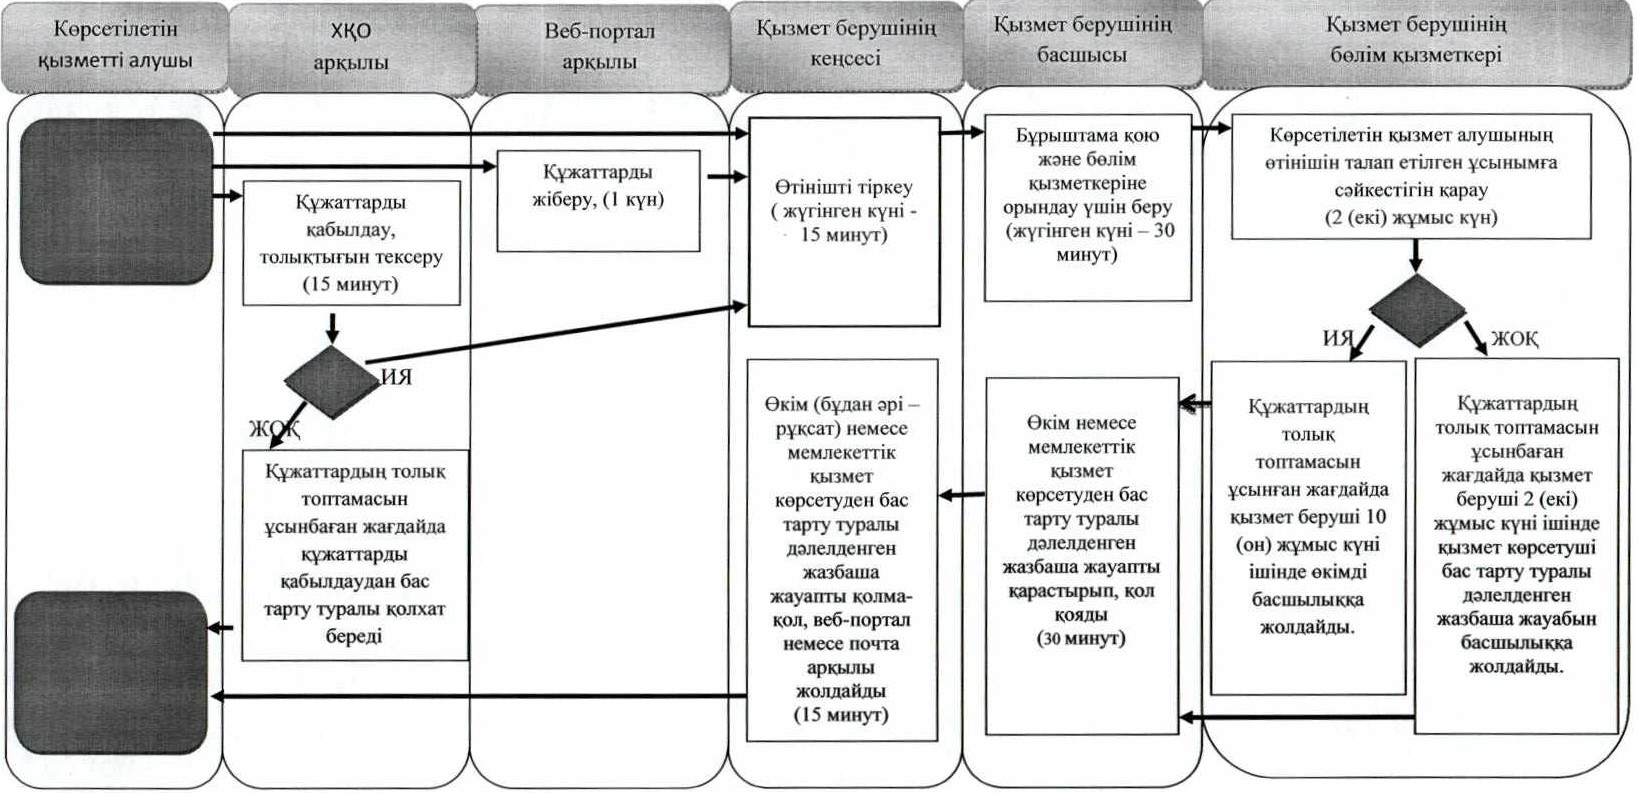 Көрсетілетін
қызметті алушы
ХҚО
арқылы
Веб-портал
арқылы
Қызмет берушінің
кеңсесі
Қызмет берушінің
басшысы
Қызмет берушінің
бөлім қызметкері
Құжаттарды
қабылдау,
толықтығын тексеру
(15 минут)
ИЯ
ЖОҚ
Құжаттардың толық
топтамасын
ұсынбаған жағдайда
құжаттарды
қабылдаудан бас
тарту туралы қолхат
береді
Құжаттарды
жіберу, (1 күн)
Өтінішті тіркеу
( жүгінген күні -
15 минут)
Өкім (бұдан әрі –
рұқсат) немесе
мемлекеттік
қызмет
көрсетуден бас
тарту туралы
дәлелденген
жазбаша
жауапты қолма-
қол, веб-портал
немесе почта
арқылы
жолдайды
(15 минут)
Бұрыштама қою
және бөлім
қызметкеріне
орындау үшін беру
(жүгінген күні – 30
минут)
Өкім немесе
мемлекеттік
қызмет
көрсетуден бас
тарту туралы
дәлелденген
жазбаша жауапты
қарастырып, қол
қояды
(30 минут)
Көрсетілетін қызмет алушының
өтінішін талап етілген ұсынымға
сәйкестігін қарау
(2 (екі) жұмыс күн)
ИЯ
ЖОҚ
Құжаттардың
толық
топтамасын
ұсынған жағдайда
қызмет беруші 10
(он) жұмыс күні
ішінде өкімді
басшылыққа
жолдайды.
Құжаттардың
толық топтамасын
ұсынбаған
жағдайда қызмет
беруші 2 (екі)
жұмыс күні ішінде
қызмет көрсетуші
бас тарту туралы
дәлелденген
жазбаша жауабын
басшылыққа
жолдайды.